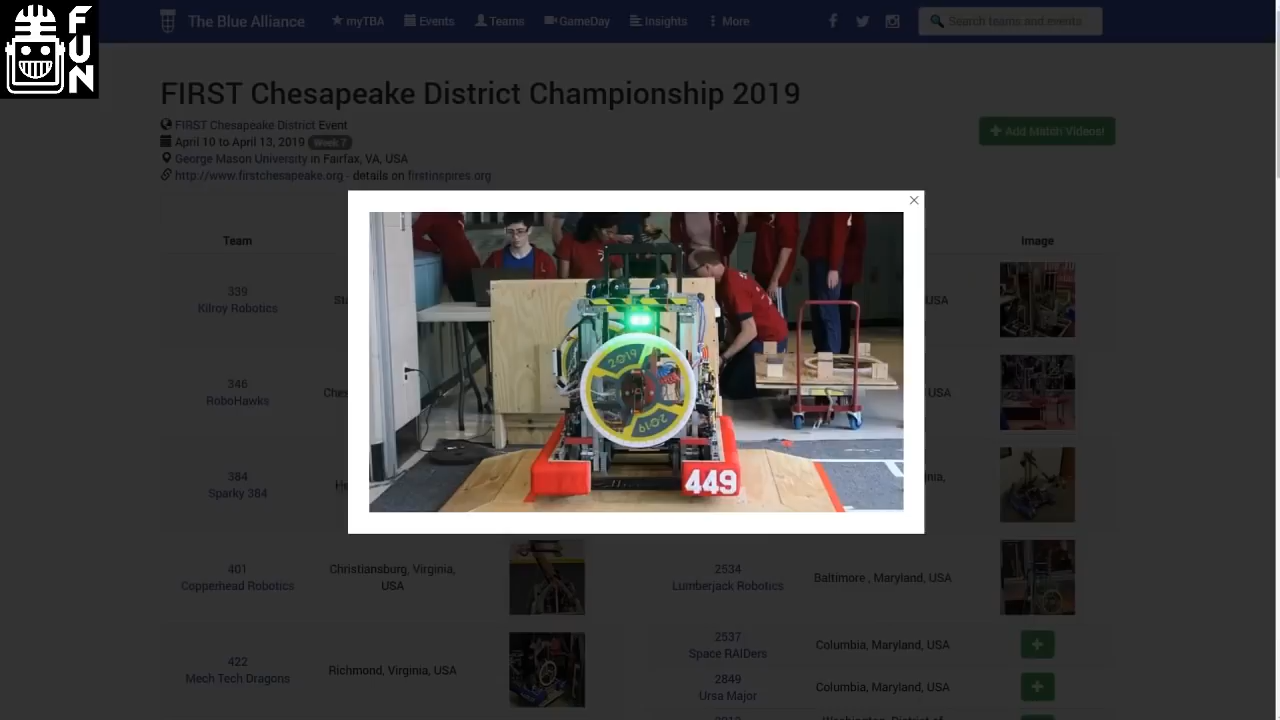 FUN
The Blue Alliance
myTBA
Events
Teams
GameDay
Insights
More
Search teams and events
FIRST Chesapeake District Championship 2019
FIRST Chesapeake District Event
April 10 to April 13, 2019 Week 7
George Mason University in Fairfax, VA, USA
http://www.firstchesapeake.org - details on firstinspires.org
Add Match Videos!
Team
Image
339
Kilroy Robotics
USA
346
RoboHawks
USA
384
Sparky 384
2019
2019
449
401
Copperhead Robotics
Christiansburg, Virginia,
USA
2534
Lumberjack Robotics
Baltimore , Maryland, USA
422
Mech Tech Dragons
Richmond, Virginia, USA
2537
Space RAIDers
Columbia, Maryland, USA
2849
Ursa Major
Columbia, Maryland, USA